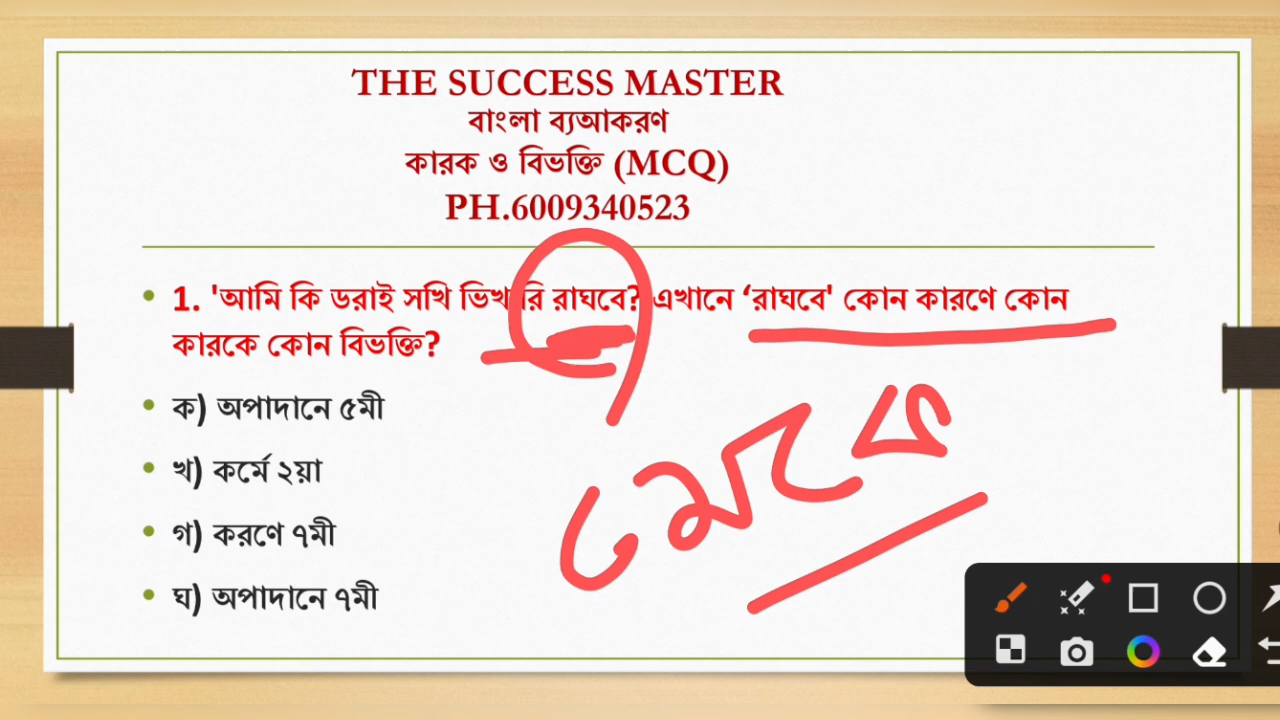 THE SUCCESS MASTER
বাংলা ব্যআকরণ
কারক ও বিভক্তি (MCQ)
PH.6009340523
1. 'আমি কি ডরাই সখি ভিখারি রাঘবে? এখানে ‘রাঘবে' কোন কারণে কোন
কারকে কোন বিভক্তি?
ক) অপাদানে ৫মী
খ) কর্মে ২য়া
গ) করণে ৭মী
ঘ) অপাদানে ৭মী